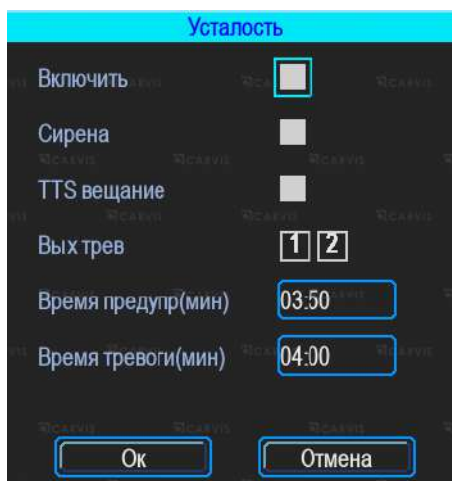 Усталость
Включить
Сирена
TTS вещание
Вых трев 1 2
Время предупр(мин) 03:50
Время тревоги(мин) 04:00
Ок Отмена